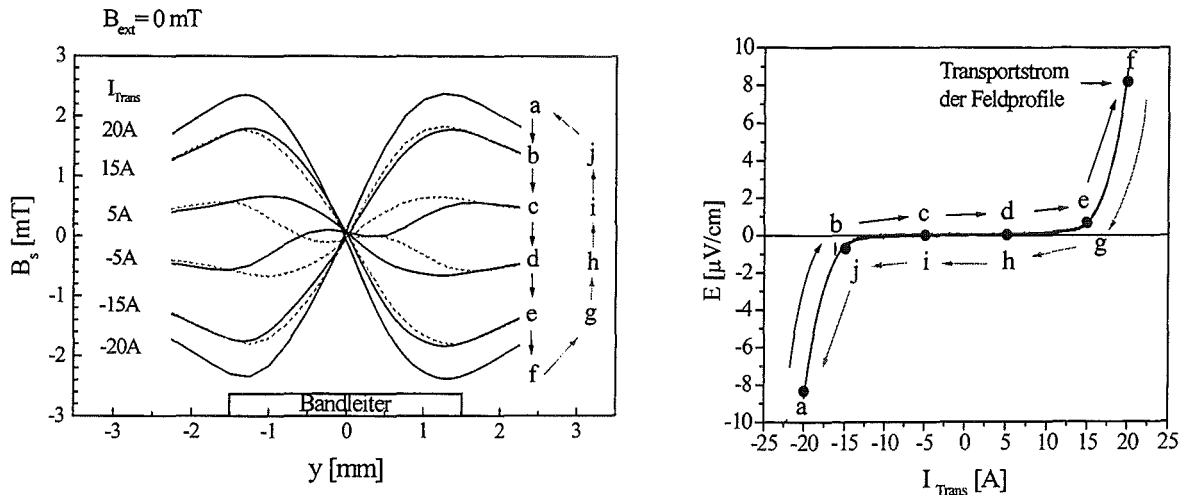 B_ext = 0 mT
3
2
1
0
-1
-2
-3
B_s [mT]
I_Trans
20A
15A
5A
-5A
-15A
-20A
a
b
c
d
e
f
j
i
h
g
Bandleiter
-3
-2
-1
0
1
2
3
y [mm]
10
8
6
4
2
0
-2
-4
-6
-8
-10
E [µV/cm]
Transportstrom
der Feldprofile
f
b
c
d
e
j
i
h
g
a
-25
-20
-15
-10
-5
0
5
10
15
20
25
I_Trans [A]